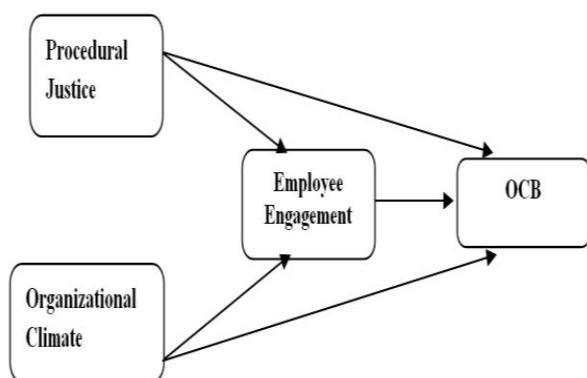 Procedural
Justice
Employee
Engagement
OCB
Organizational
Climate